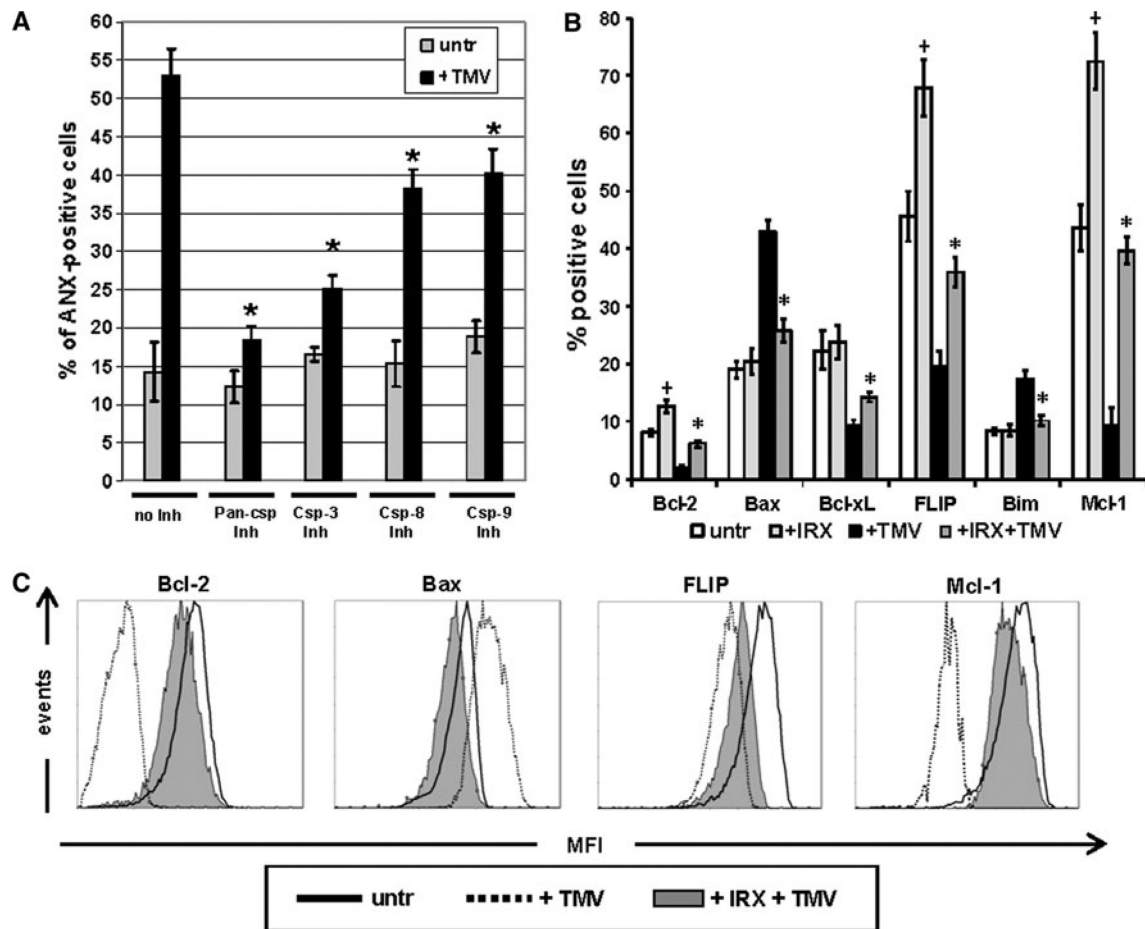 A
% of ANX-positive cells
60
55
50
45
40
35
30
25
20
15
10
5
0
untr
+ TMV
*
*
*
*
no Inh
Pan-csp Inh
Csp-3 Inh
Csp-8 Inh
Csp-9 Inh
B
% positive cells
80
70
60
50
40
30
20
10
0
+
*
*
*
+
*
*
+
*
Bcl-2 Bax Bcl-xL FLIP Bim Mcl-1
untr +IRX +TMV +IRX+TMV
C
Bcl-2 Bax FLIP Mcl-1
events
MFI
untr + TMV + IRX + TMV